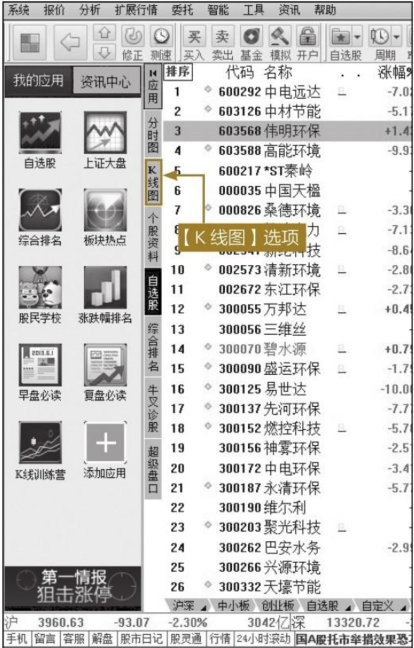 系统 报价 分析 扩展行情 委托 智能 工具 资讯 帮助
修正 测速 买 买入 卖 卖出 基金 模拟 开户 自选股 周期
我的应用 资讯中心
自选股 上证大盘
综合排名 板块热点
股民学校 涨跌幅排名
早盘必读 复盘必读
K线训练营 添加应用
第一情报
狙击涨停
应用
分时图
K线图
个股资料
自选股
综合排名
牛叉诊股
超级盘口
【K线图】选项
排序 代码 名称 .. 涨幅%
1 600292 中电远达 -7.0
2 603126 中材节能 -5.1
3 603568 伟明环保 +1.4
4 603588 高能环境 -9.9
5 600217 *ST秦岭
6 000035 中国天楹
7 000826 桑德环境 -3.3
力 -7.1
科技 -8.6
10 002573 清新环境 -2.8
11 002672 东江环保 -2.7
12 300055 万邦达 +0.4
13 300056 三维丝
14 300070 碧水源 +0.7
15 300090 盛运环保 -1.7
16 300125 易世达 -10.0
17 300137 先河环保 -7.7
18 300152 燃控科技 -5.7
19 300156 神雾环保 -2.5
20 300172 中电环保 -3.4
21 300187 永清环保 -5.7
22 300190 维尔利
23 300203 聚光科技
24 300262 巴安水务 -2.9
25 300266 兴源环境
26 300332 天壕节能
沪深 中小板 创业板 自选股 自定义
沪 3960.63 -93.07 -2.30% 3042亿 深 13320.72
手机 留言 客服 解盘 股市日记 股灵通 行情 24小时滚动 国A股托市举措效果恐